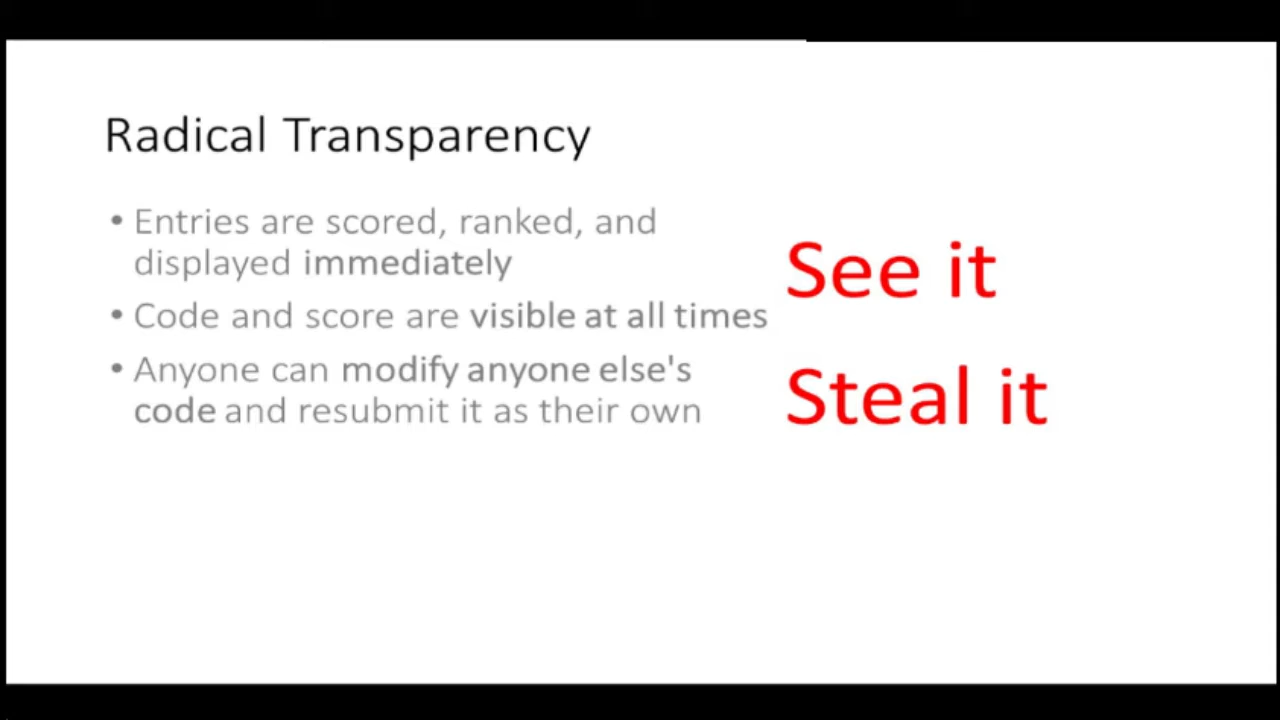 Radical Transparency
• Entries are scored, ranked, and
displayed immediately
• Code and score are visible at all times
• Anyone can modify anyone else's
code and resubmit it as their own
See it
Steal it